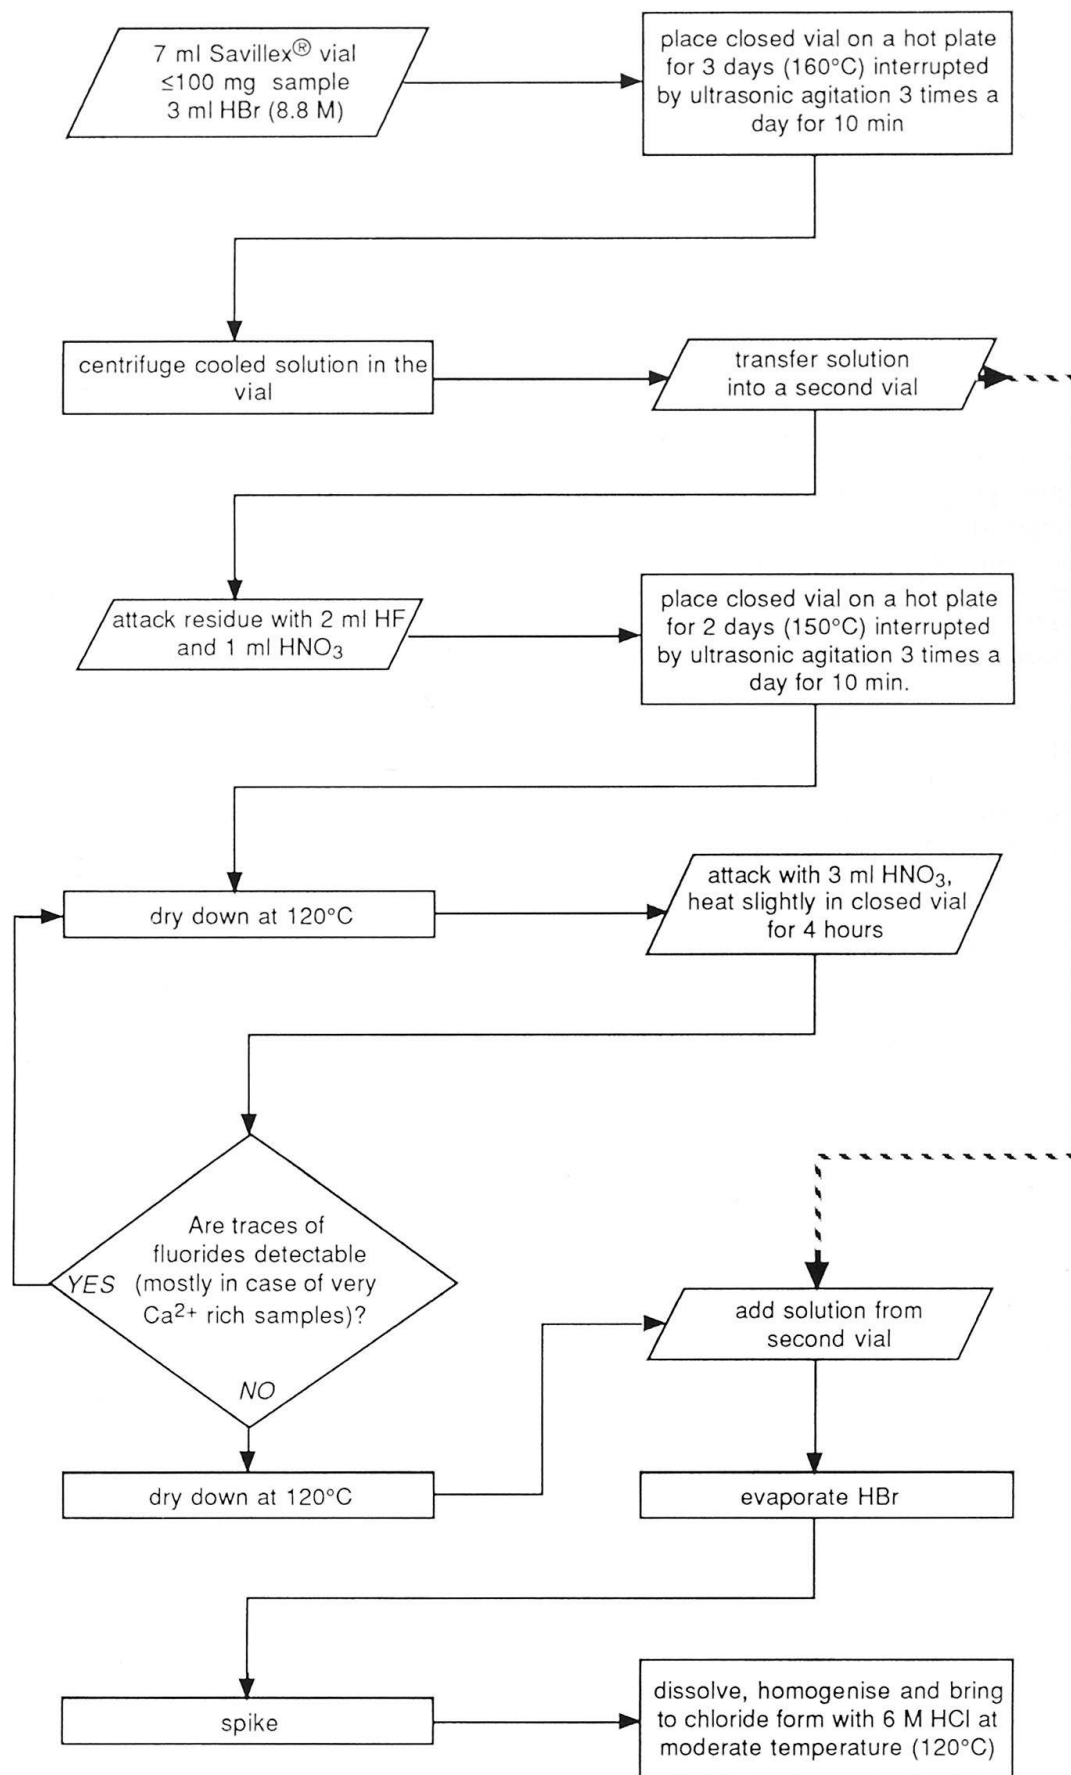 7 ml Savillex® vial
≤100 mg sample
3 ml HBr (8.8 M)
place closed vial on a hot plate
for 3 days (160°C) interrupted
by ultrasonic agitation 3 times a
day for 10 min
centrifuge cooled solution in the
vial
transfer solution
into a second vial
attack residue with 2 ml HF
and 1 ml HNO₃
place closed vial on a hot plate
for 2 days (150°C) interrupted
by ultrasonic agitation 3 times a
day for 10 min.
dry down at 120°C
attack with 3 ml HNO₃,
heat slightly in closed vial
for 4 hours
Are traces of
fluorides detectable
YES (mostly in case of very
Ca²⁺ rich samples)?
NO
add solution from
second vial
dry down at 120°C
evaporate HBr
spike
dissolve, homogenise and bring
to chloride form with 6 M HCl at
moderate temperature (120°C)